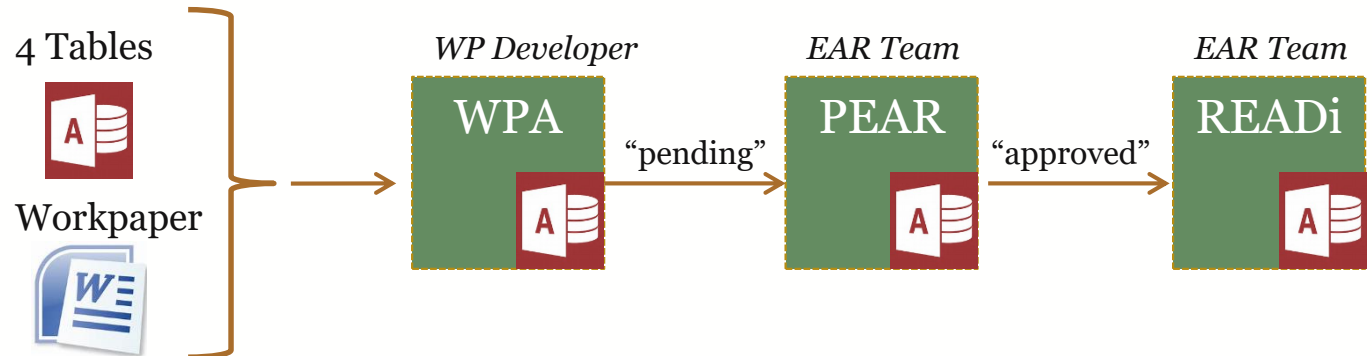 4 Tables
A
Workpaper
W
WP Developer
WPA
A
“pending”
EAR Team
PEAR
A
“approved”
EAR Team
READi
A